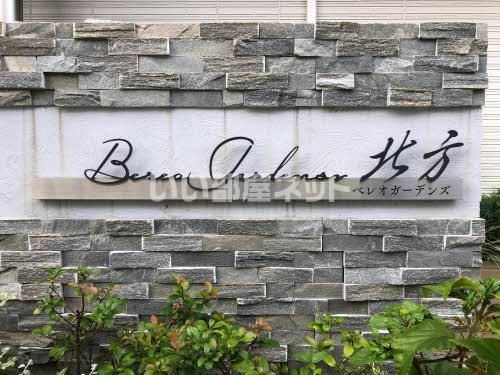 Bereo Gardens 北方
ベレオガーデンズ
いい部屋ネット